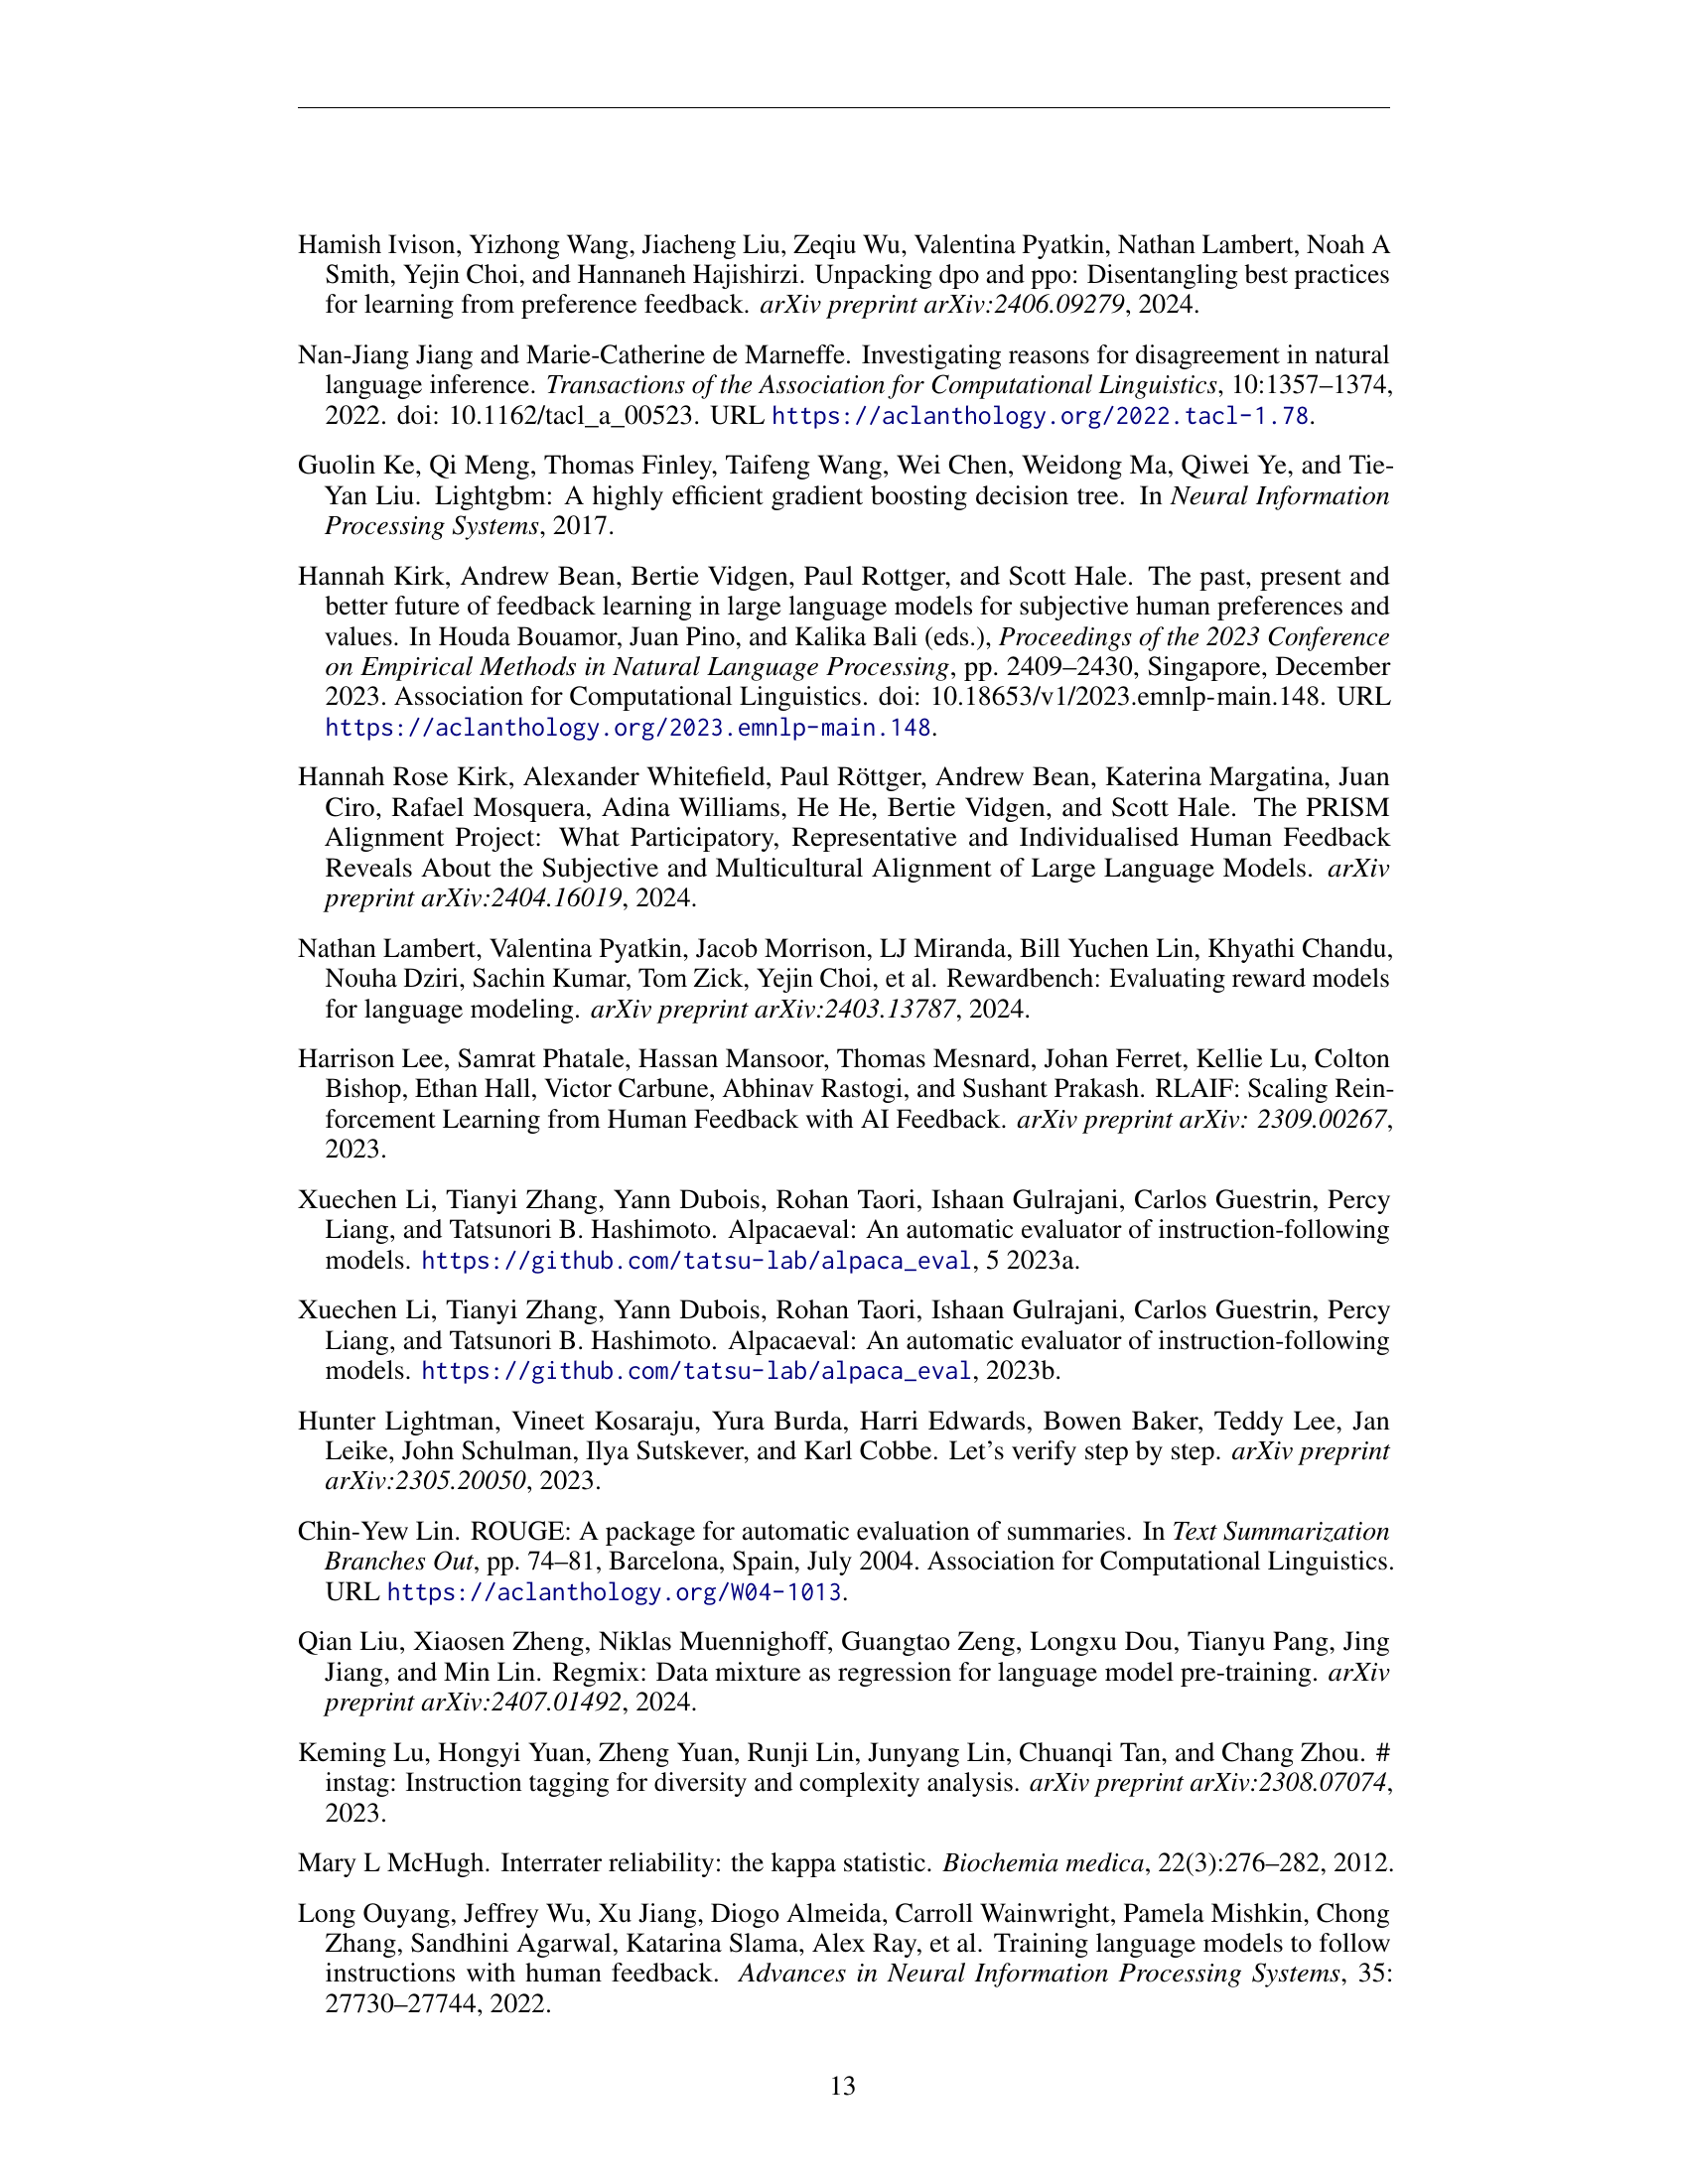 Hamish Ivison, Yizhong Wang, Jiacheng Liu, Zeqiu Wu, Valentina Pyatkin, Nathan Lambert, Noah A
Smith, Yejin Choi, and Hannaneh Hajishirzi. Unpacking dpo and ppo: Disentangling best practices
for learning from preference feedback. arXiv preprint arXiv:2406.09279, 2024.
Nan-Jiang Jiang and Marie-Catherine de Marneffe. Investigating reasons for disagreement in natural
language inference. Transactions of the Association for Computational Linguistics, 10:1357–1374,
2022. doi: 10.1162/tacl_a_00523. URL https://aclanthology.org/2022.tacl-1.78.
Guolin Ke, Qi Meng, Thomas Finley, Taifeng Wang, Wei Chen, Weidong Ma, Qiwei Ye, and Tie-
Yan Liu. Lightgbm: A highly efficient gradient boosting decision tree. In Neural Information
Processing Systems, 2017.
Hannah Kirk, Andrew Bean, Bertie Vidgen, Paul Rottger, and Scott Hale. The past, present and
better future of feedback learning in large language models for subjective human preferences and
values. In Houda Bouamor, Juan Pino, and Kalika Bali (eds.), Proceedings of the 2023 Conference
on Empirical Methods in Natural Language Processing, pp. 2409–2430, Singapore, December
2023. Association for Computational Linguistics. doi: 10.18653/v1/2023.emnlp-main.148. URL
https://aclanthology.org/2023.emnlp-main.148.
Hannah Rose Kirk, Alexander Whitefield, Paul Röttger, Andrew Bean, Katerina Margatina, Juan
Ciro, Rafael Mosquera, Adina Williams, He He, Bertie Vidgen, and Scott Hale. The PRISM
Alignment Project: What Participatory, Representative and Individualised Human Feedback
Reveals About the Subjective and Multicultural Alignment of Large Language Models. arXiv
preprint arXiv:2404.16019, 2024.
Nathan Lambert, Valentina Pyatkin, Jacob Morrison, LJ Miranda, Bill Yuchen Lin, Khyathi Chandu,
Nouha Dziri, Sachin Kumar, Tom Zick, Yejin Choi, et al. Rewardbench: Evaluating reward models
for language modeling. arXiv preprint arXiv:2403.13787, 2024.
Harrison Lee, Samrat Phatale, Hassan Mansoor, Thomas Mesnard, Johan Ferret, Kellie Lu, Colton
Bishop, Ethan Hall, Victor Carbune, Abhinav Rastogi, and Sushant Prakash. RLAIF: Scaling Rein-
forcement Learning from Human Feedback with AI Feedback. arXiv preprint arXiv: 2309.00267,
2023.
Xuechen Li, Tianyi Zhang, Yann Dubois, Rohan Taori, Ishaan Gulrajani, Carlos Guestrin, Percy
Liang, and Tatsunori B. Hashimoto. Alpacaeval: An automatic evaluator of instruction-following
models. https://github.com/tatsu-lab/alpaca_eval, 5 2023a.
Xuechen Li, Tianyi Zhang, Yann Dubois, Rohan Taori, Ishaan Gulrajani, Carlos Guestrin, Percy
Liang, and Tatsunori B. Hashimoto. Alpacaeval: An automatic evaluator of instruction-following
models. https://github.com/tatsu-lab/alpaca_eval, 2023b.
Hunter Lightman, Vineet Kosaraju, Yura Burda, Harri Edwards, Bowen Baker, Teddy Lee, Jan
Leike, John Schulman, Ilya Sutskever, and Karl Cobbe. Let's verify step by step. arXiv preprint
arXiv:2305.20050, 2023.
Chin-Yew Lin. ROUGE: A package for automatic evaluation of summaries. In Text Summarization
Branches Out, pp. 74–81, Barcelona, Spain, July 2004. Association for Computational Linguistics.
URL https://aclanthology.org/W04-1013.
Qian Liu, Xiaosen Zheng, Niklas Muennighoff, Guangtao Zeng, Longxu Dou, Tianyu Pang, Jing
Jiang, and Min Lin. Regmix: Data mixture as regression for language model pre-training. arXiv
preprint arXiv:2407.01492, 2024.
Keming Lu, Hongyi Yuan, Zheng Yuan, Runji Lin, Junyang Lin, Chuanqi Tan, and Chang Zhou. #
instag: Instruction tagging for diversity and complexity analysis. arXiv preprint arXiv:2308.07074,
2023.
Mary L McHugh. Interrater reliability: the kappa statistic. Biochemia medica, 22(3):276–282, 2012.
Long Ouyang, Jeffrey Wu, Xu Jiang, Diogo Almeida, Carroll Wainwright, Pamela Mishkin, Chong
Zhang, Sandhini Agarwal, Katarina Slama, Alex Ray, et al. Training language models to follow
instructions with human feedback. Advances in Neural Information Processing Systems, 35:
27730–27744, 2022.
13